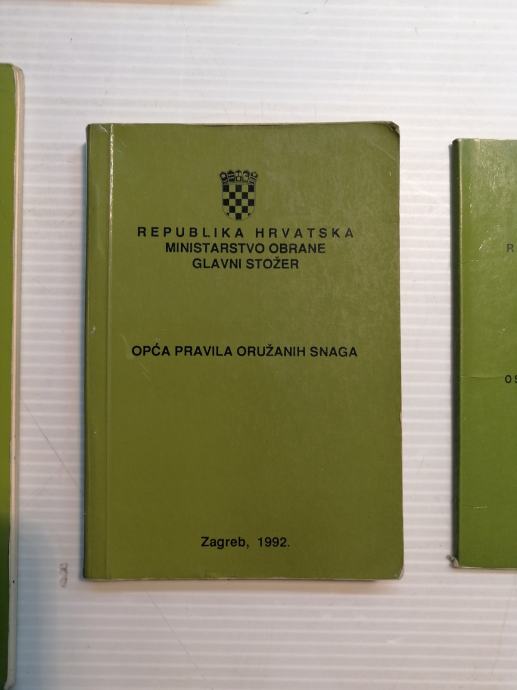 REPUBLIKA HRVATSKA
MINISTARSTVO OBRANE
GLAVNI STOŽER
OPĆA PRAVILA ORUŽANIH SNAGA
Zagreb, 1992.